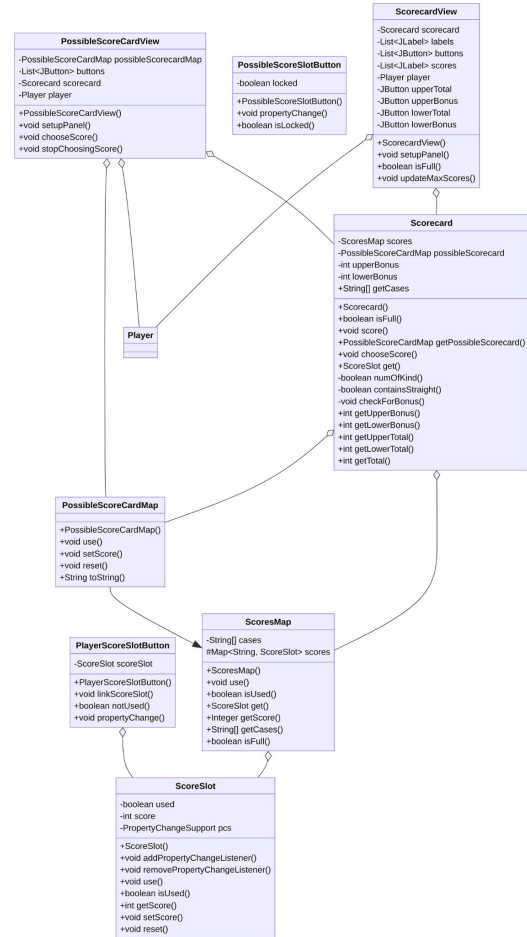 PossibleScoreCardView
-PossibleScoreCardMap possibleScorecardMap
-List<JButton> buttons
-Scorecard scorecard
-Player player
+PossibleScoreCardView()
+void setupPanel()
+void chooseScore()
+void stopChoosingScore()
PossibleScoreSlotButton
-boolean locked
+PossibleScoreSlotButton()
+void propertyChange()
+boolean isLocked()
ScorecardView
-Scorecard scorecard
-List<JLabel> labels
-List<JButton> buttons
-List<JLabel> scores
-Player player
-JButton upperTotal
-JButton upperBonus
-JButton lowerTotal
-JButton lowerBonus
+ScorecardView()
+void setupPanel()
+boolean isFull()
+void updateMaxScores()
Scorecard
-ScoresMap scores
-PossibleScoreCardMap possibleScorecard
-int upperBonus
-int lowerBonus
+String[] getCases
+Scorecard()
+boolean isFull()
+void score()
+PossibleScoreCardMap getPossibleScorecard()
+void chooseScore()
+ScoreSlot get()
-boolean numOfKind()
-boolean containsStraight()
-void checkForBonus()
+int getUpperBonus()
+int getLowerBonus()
+int getUpperTotal()
+int getLowerTotal()
+int getTotal()
Player
PossibleScoreCardMap
+PossibleScoreCardMap()
+void use()
+void setScore()
+void reset()
+String toString()
ScoresMap
-String[] cases
#Map<String, ScoreSlot> scores
+ScoresMap()
+void use()
+boolean isUsed()
+ScoreSlot get()
+Integer getScore()
+String[] getCases()
+boolean isFull()
PlayerScoreSlotButton
-ScoreSlot scoreSlot
+PlayerScoreSlotButton()
+void linkScoreSlot()
+boolean notUsed()
+void propertyChange()
ScoreSlot
-boolean used
-int score
-PropertyChangeSupport pcs
+ScoreSlot()
+void addPropertyChangeListener()
+void removePropertyChangeListener()
+void use()
+boolean isUsed()
+int getScore()
+void setScore()
+void reset()